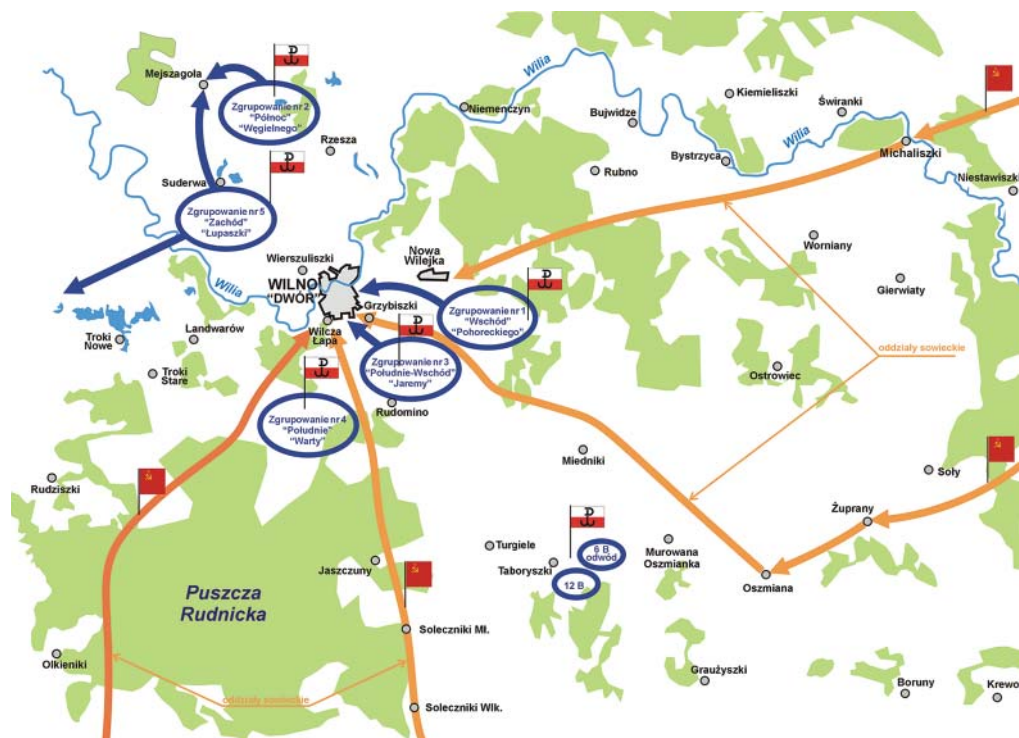 Mejszagoła
Zgrupowanie nr 2
"Północ"
"Węgielnego"
Rzesza
Suderwa
Zgrupowanie nr 5
"Zachód"
"Łupaszki"
Wilia
Niemenczyn
Wilia
Bujwidze
Kiemieliszki
Świranki
Wilia
Michaliszki
Bystrzyca
Rubno
Niestawiszki
Worniany
Gierwiaty
Nowa
Wilejka
Wierszuliszki
WILNO
"DWÓR"
Wilia
Grzybiszki
Wilcza
Łapa
Zgrupowanie nr 1
"Wschód"
"Pohoreckiego"
Zgrupowanie nr 3
"Południe-Wschód"
"Jaremy"
Zgrupowanie nr 4
"Południe"
"Warty"
Rudomino
Landwarów
Troki
Nowe
Troki
Stare
oddziały sowieckie
Ostrowiec
Miedniki
Soły
Żuprany
Rudziszki
Turgiele
Taboryszki
6 B
odwód
12 B
Murowana
Oszmianka
Oszmiana
Jaszczuny
Puszcza
Rudnicka
Soleczniki Mł.
Olkieniki
oddziały sowieckie
Soleczniki Wlk.
Graużyszki
Boruny
Krewo